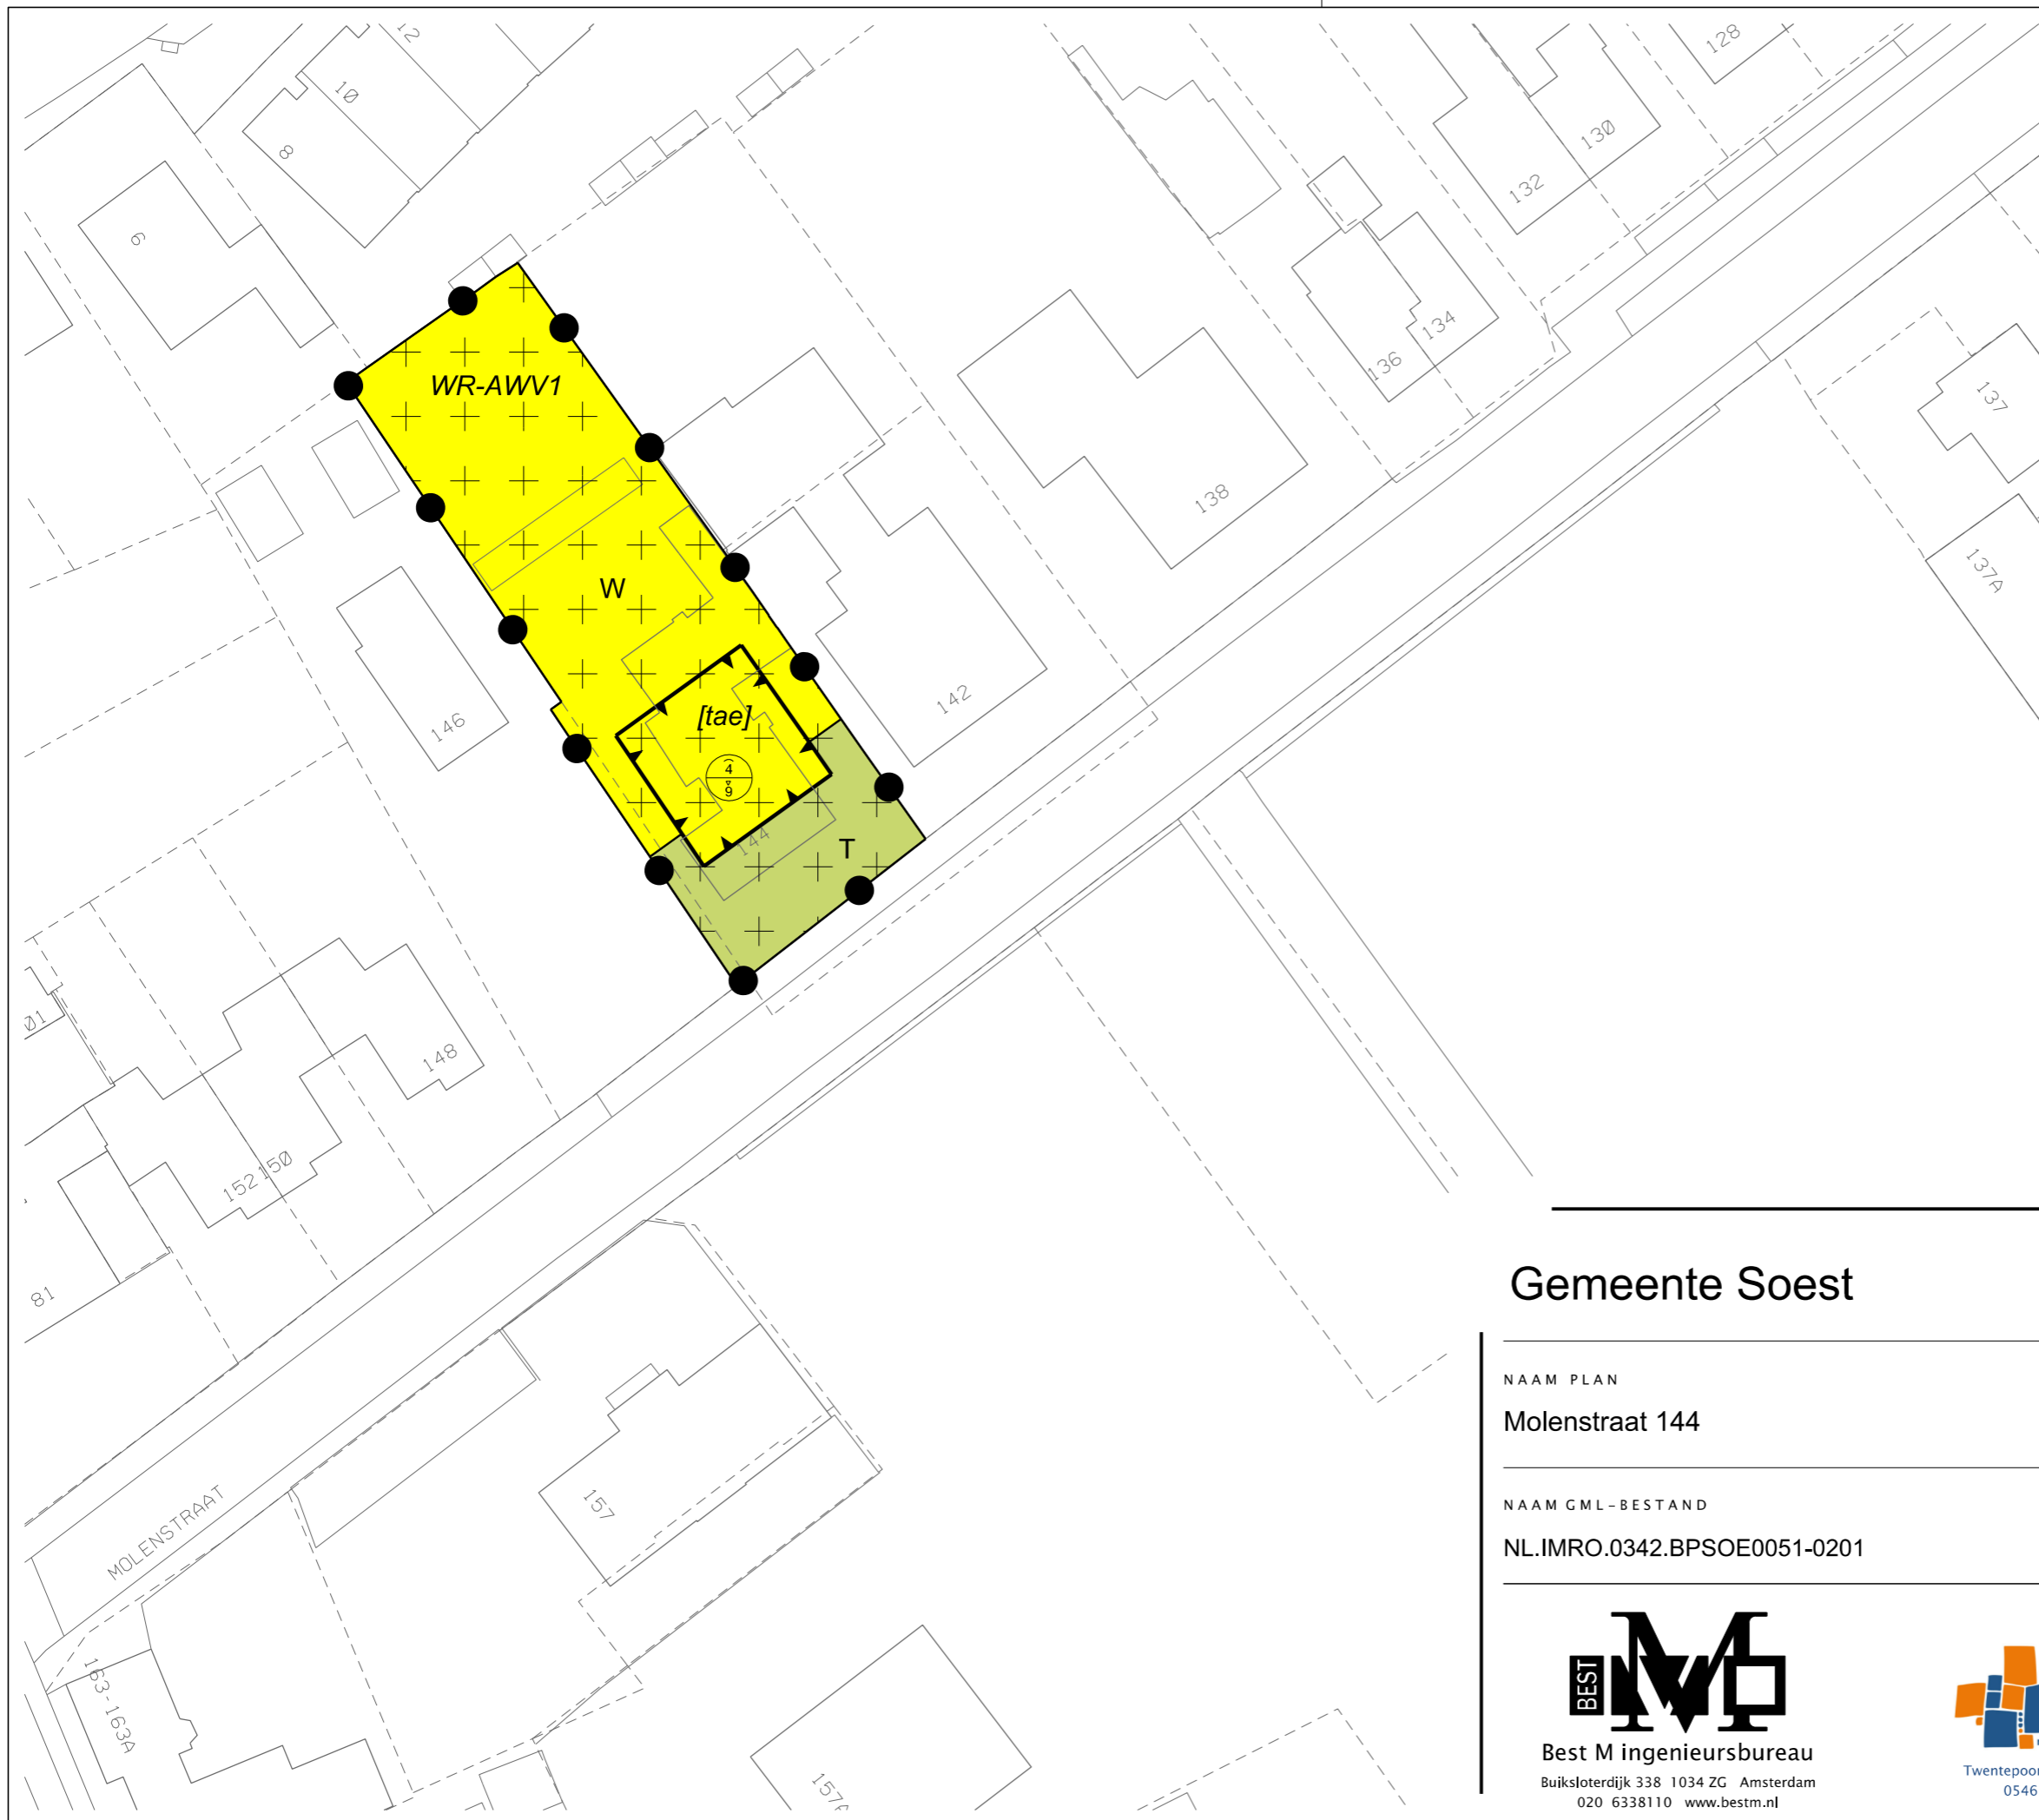 12
10
8
6
128
130
132
134
136
137
137A
138
WR-AWV1
W
142
146
[tae]
4
9
144
T
148
152 150
81
MOLENSTRAAT
157
163-163A
Gemeente Soest
NAAM PLAN
Molenstraat 144
NAAM GML-BESTAND
NL.IMRO.0342.BPSOE0051-0201
BEST
M
Best M ingenieursbureau
Buiksloterdijk 338 1034 ZG Amsterdam
020 6338110 www.bestm.nl
0546